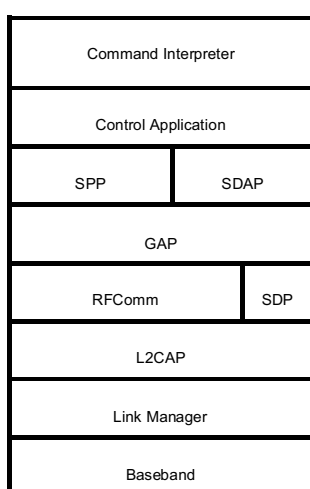 Command Interpreter
Control Application
SPP
SDAP
GAP
RFComm
SDP
L2CAP
Link Manager
Baseband